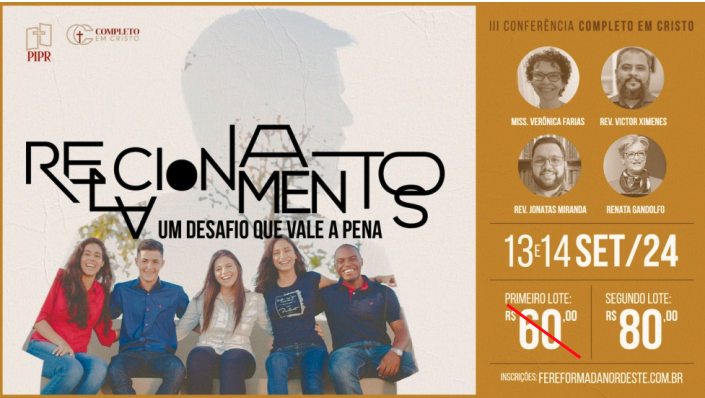 PIPR
COMPLETO
EM CRISTO
RELACIONAMENTOS
UM DESAFIO QUE VALE A PENA
III CONFERÊNCIA COMPLETO EM CRISTO
MISS. VERÔNICA FARIAS
REV. VICTOR XIMENES
REV. JONATAS MIRANDA
RENATA GANDOLFO
13 E 14 SET/24
PRIMEIRO LOTE:
R$ 60,00
SEGUNDO LOTE:
R$ 80,00
INSCRIÇÕES: FEREFORMADANORDESTE.COM.BR